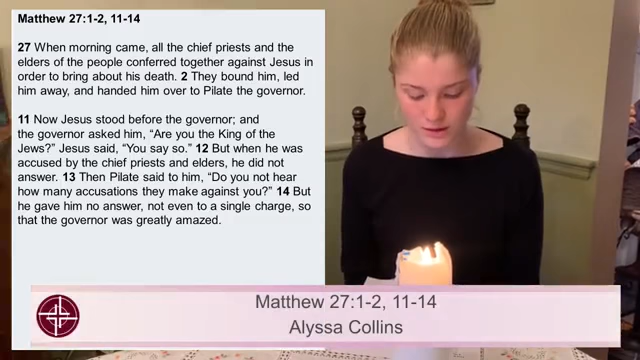 Matthew 27:1-2, 11-14
27 When morning came, all the chief priests and the
elders of the people conferred together against Jesus in
order to bring about his death. 2 They bound him, led
him away, and handed him over to Pilate the governor.
11 Now Jesus stood before the governor; and
the governor asked him, “Are you the King of the
Jews?” Jesus said, “You say so.” 12 But when he was
accused by the chief priests and elders, he did not
answer. 13 Then Pilate said to him, “Do you not hear
how many accusations they make against you?” 14 But
he gave him no answer, not even to a single charge, so
that the governor was greatly amazed.
Matthew 27:1-2, 11-14
Alyssa Collins